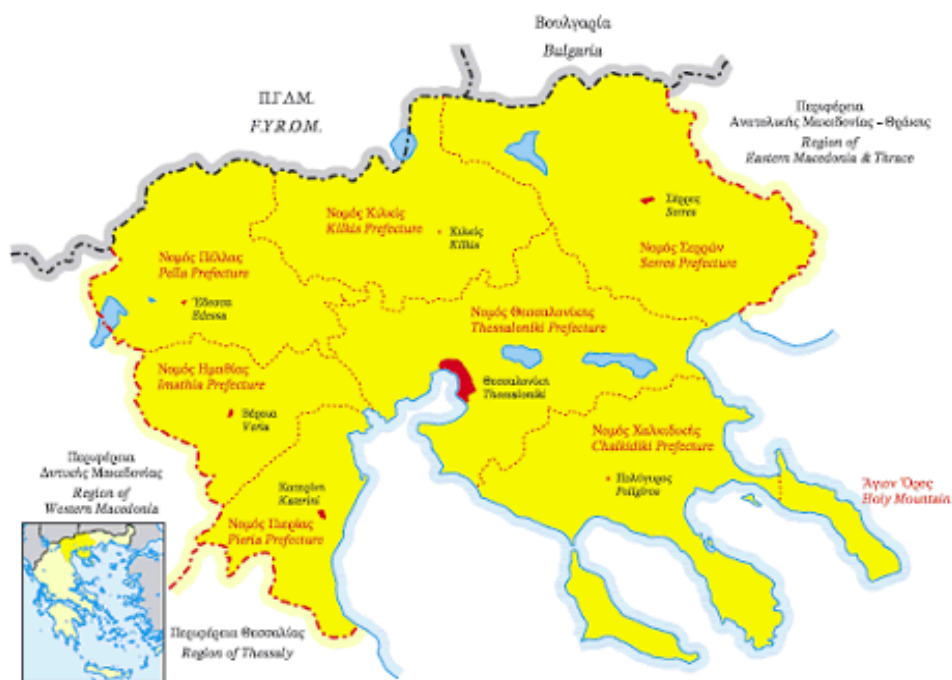 Βουλγαρία
Bulgaria
Π.Γ.Δ.Μ.
F.Y.R.O.M.
Περιφέρεια
Ανατολικής Μακεδονίας - Θράκης
Region of
Eastern Macedonia & Thrace
Σέρρες
Serres
Νομός Κιλκίς
Kilkis Prefecture
Κιλκίς
Kilkis
Νομός Σερρών
Serres Prefecture
Νομός Πέλλας
Pella Prefecture
Έδεσσα
Edessa
Νομός Θεσσαλονίκης
Thessaloniki Prefecture
Νομός Ημαθίας
Imathia Prefecture
Θεσσαλονίκη
Thessaloniki
Βέροια
Veria
Νομός Χαλκιδικής
Chalkidiki Prefecture
Περιφέρεια
Δυτικής Μακεδονίας
Region of
Western Macedonia
Πολύγυρος
Poligiros
Άγιον Όρος
Holy Mountain
Κατερίνη
Katerini
Νομός Πιερίας
Pieria Prefecture
Περιφέρεια Θεσσαλίας
Region of Thessaly